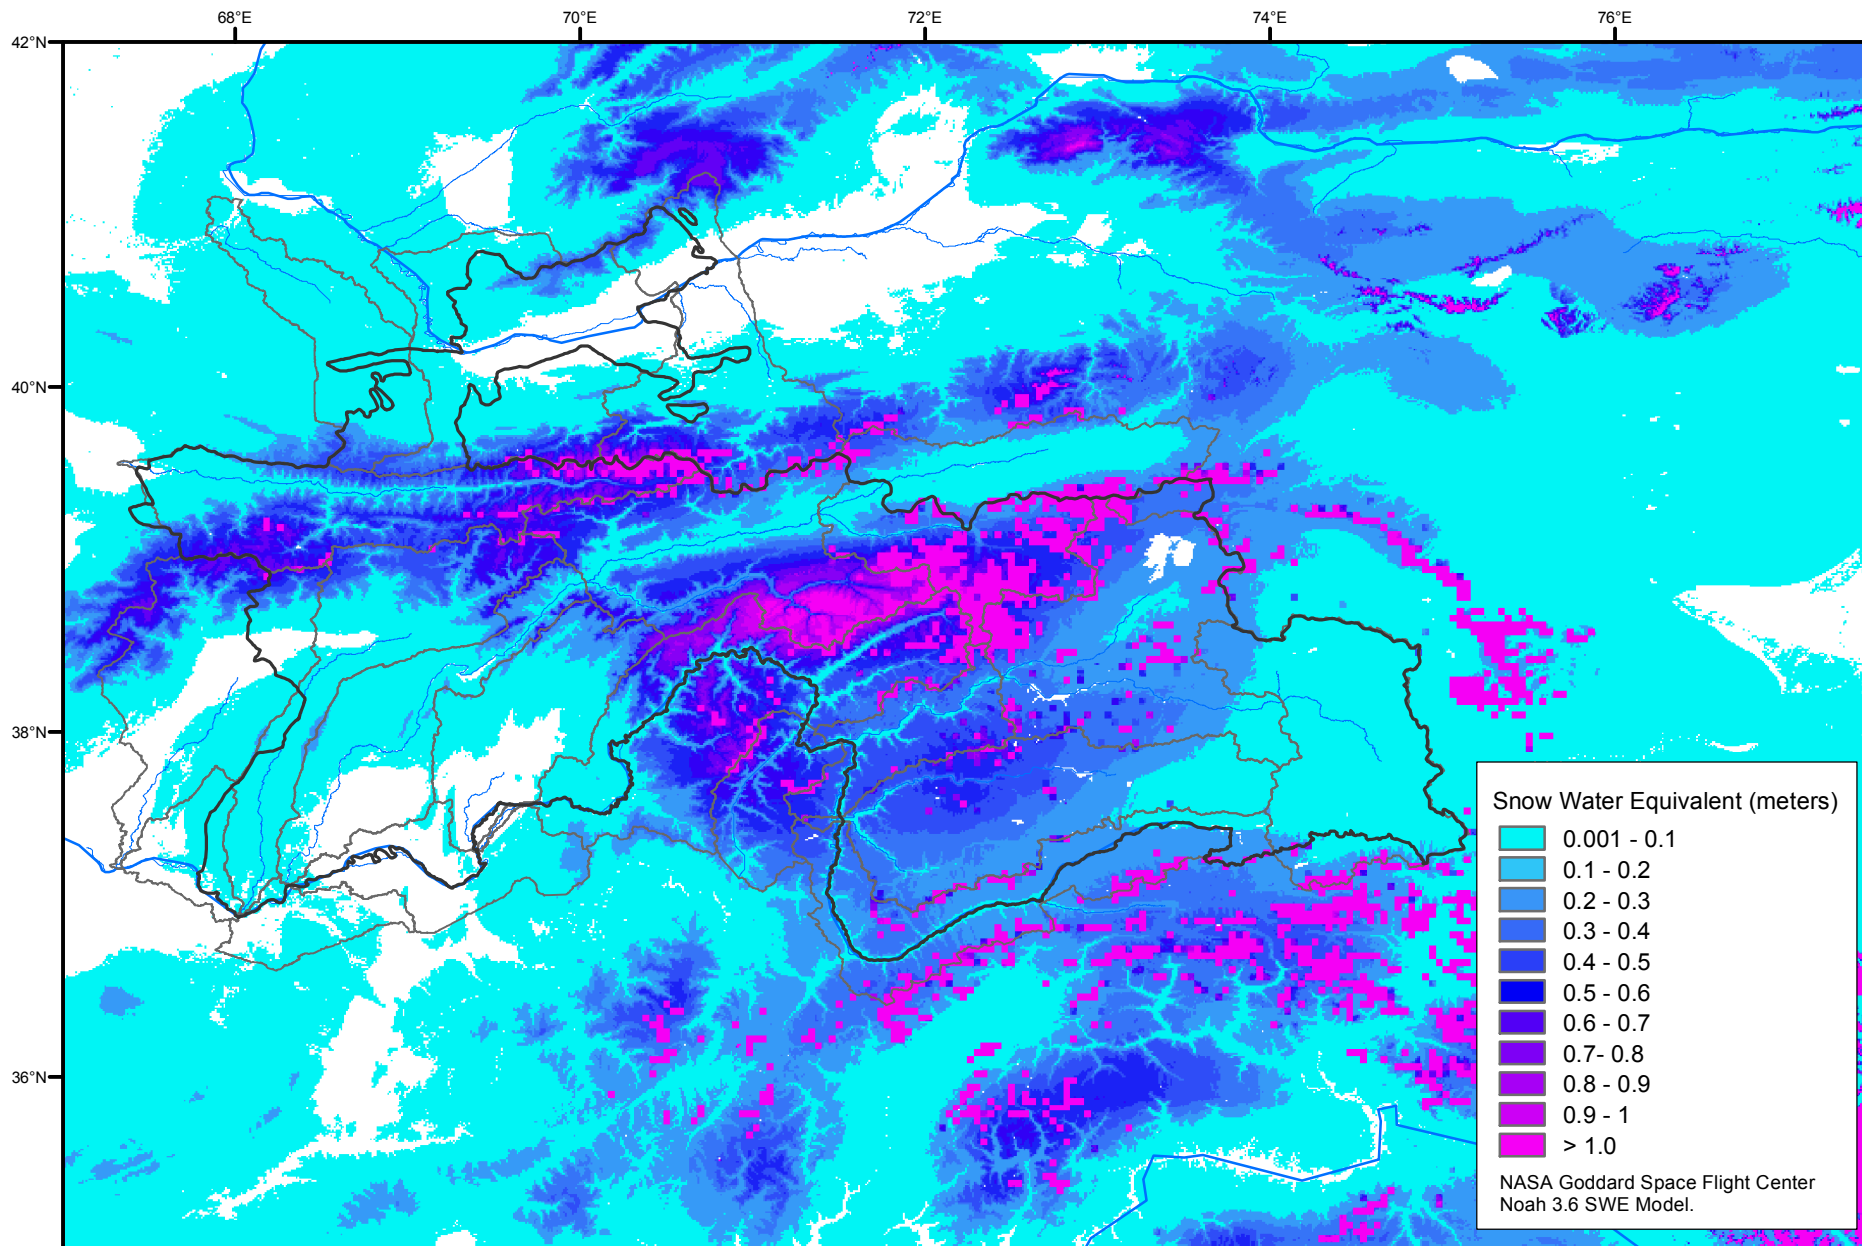 68°E
70°E
72°E
74°E
76°E
42°N
40°N
38°N
36°N
Snow Water Equivalent (meters)
0.001 - 0.1
0.1 - 0.2
0.2 - 0.3
0.3 - 0.4
0.4 - 0.5
0.5 - 0.6
0.6 - 0.7
0.7- 0.8
0.8 - 0.9
0.9 - 1
> 1.0
NASA Goddard Space Flight Center
Noah 3.6 SWE Model.